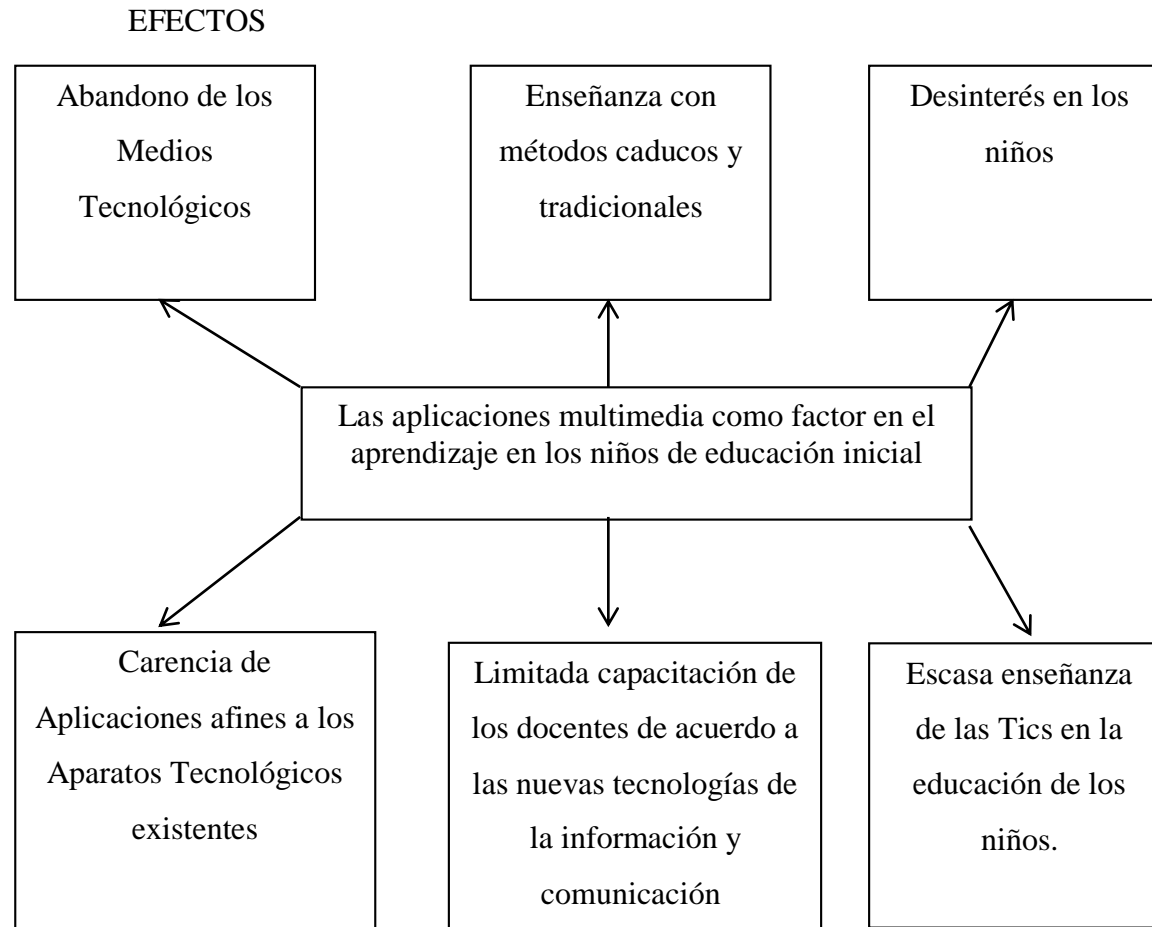 EFECTOS
Abandono de los
Medios
Tecnológicos
Enseñanza con
métodos caducos y
tradicionales
Desinterés en los
niños
Las aplicaciones multimedia como factor en el
aprendizaje en los niños de educación inicial
Carencia de
Aplicaciones afines a los
Aparatos Tecnológicos
existentes
Limitada capacitación de
los docentes de acuerdo a
las nuevas tecnologías de
la información y
comunicación
Escasa enseñanza
de las Tics en la
educación de los
niños.